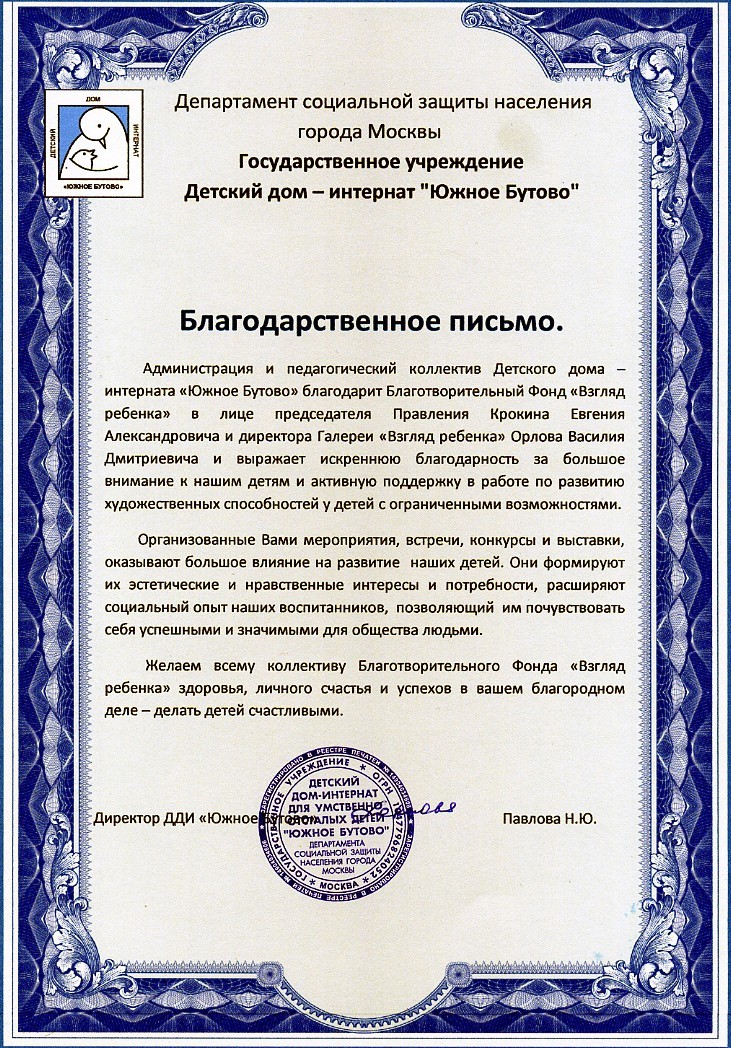 Департамент социальной защиты населения
города Москвы
Государственное учреждение
Детский дом – интернат "Южное Бутово"
ДОМ
ДЕТСКИЙ
ИНТЕРНАТ
«ЮЖНОЕ БУТОВО»
Благодарственное письмо.
Администрация и педагогический коллектив Детского дома –
интерната «Южное Бутово» благодарит Благотворительный Фонд «Взгляд
ребенка» в лице председателя Правления Крокина Евгения
Александровича и директора Галереи «Взгляд ребенка» Орлова Василия
Дмитриевича и выражает искреннюю благодарность за большое
внимание к нашим детям и активную поддержку в работе по развитию
художественных способностей у детей с ограниченными возможностями.
Организованные Вами мероприятия, встречи, конкурсы и выставки,
оказывают большое влияние на развитие наших детей. Они формируют
их эстетические и нравственные интересы и потребности, расширяют
социальный опыт наших воспитанников, позволяющий им почувствовать
себя успешными и значимыми для общества людьми.
Желаем всему коллективу Благотворительного Фонда «Взгляд
ребенка» здоровья, личного счастья и успехов в вашем благородном
деле – делать детей счастливыми.
Директор ДДИ «Южное Бутово»
Павлова Н.Ю.
ГОСУДАРСТВЕННОЕ УЧРЕЖДЕНИЕ * ОГРН
* МОСКВА *
ДЕТСКИЙ
ДОМ-ИНТЕРНАТ
ДЛЯ УМСТВЕННО
ОТСТАЛЫХ ДЕТЕЙ
"ЮЖНОЕ БУТОВО"
ДЕПАРТАМЕНТА
СОЦИАЛЬНОЙ ЗАЩИТЫ
НАСЕЛЕНИЯ ГОРОДА
МОСКВЫ